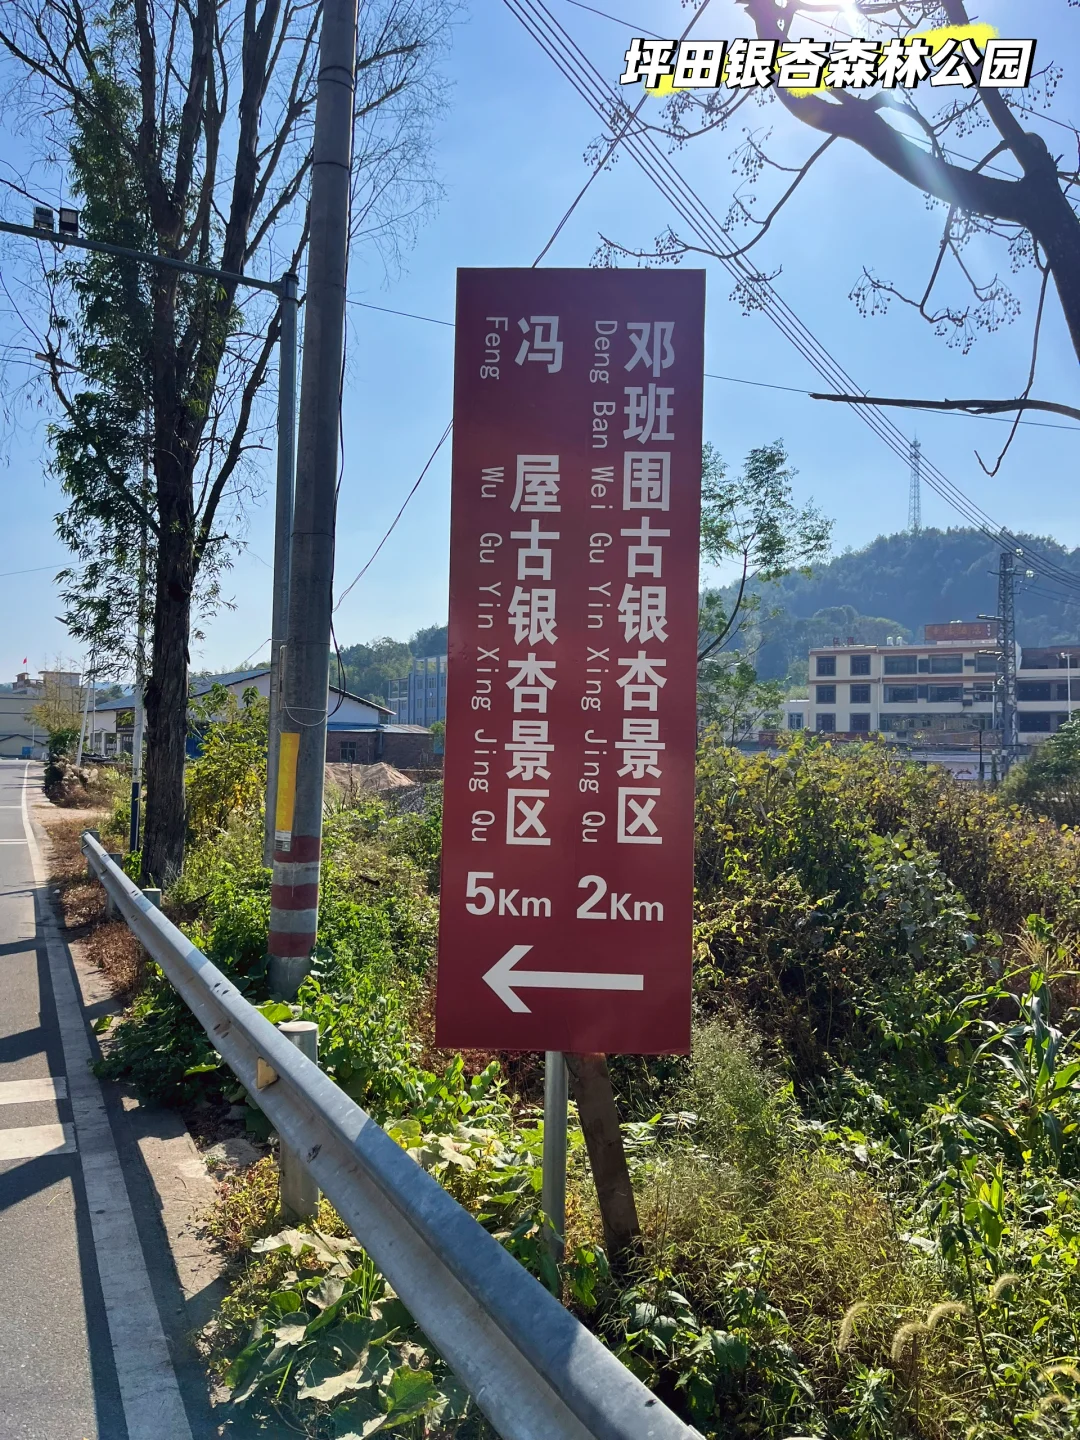 坪田银杏森林公园
邓班围古银杏景区
Deng Ban Wei Gu Yin Xing Jing Qu
2Km
冯 屋古银杏景区
Feng Wu Gu Yin Xing Jing Qu
5Km